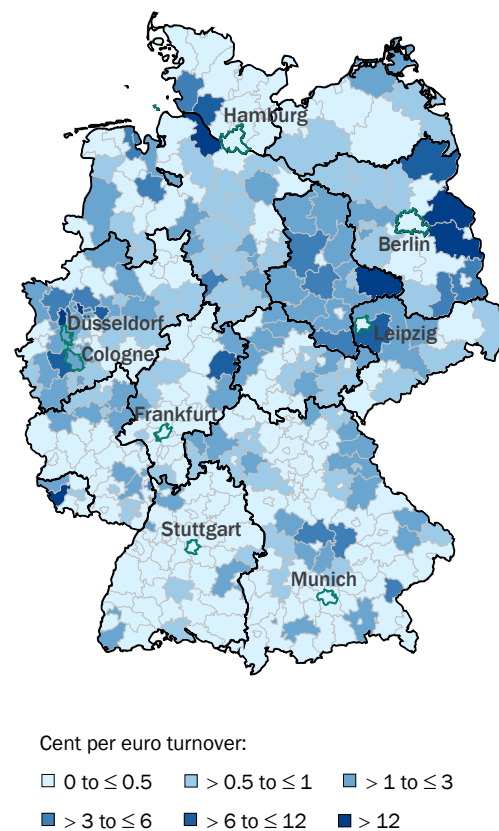 Hamburg
Berlin
Düsseldorf
Leipzig
Cologne
Frankfurt
Stuttgart
Munich
Cent per euro turnover:
0 to ≤ 0.5 > 0.5 to ≤ 1 > 1 to ≤ 3
> 3 to ≤ 6 > 6 to ≤ 12 > 12